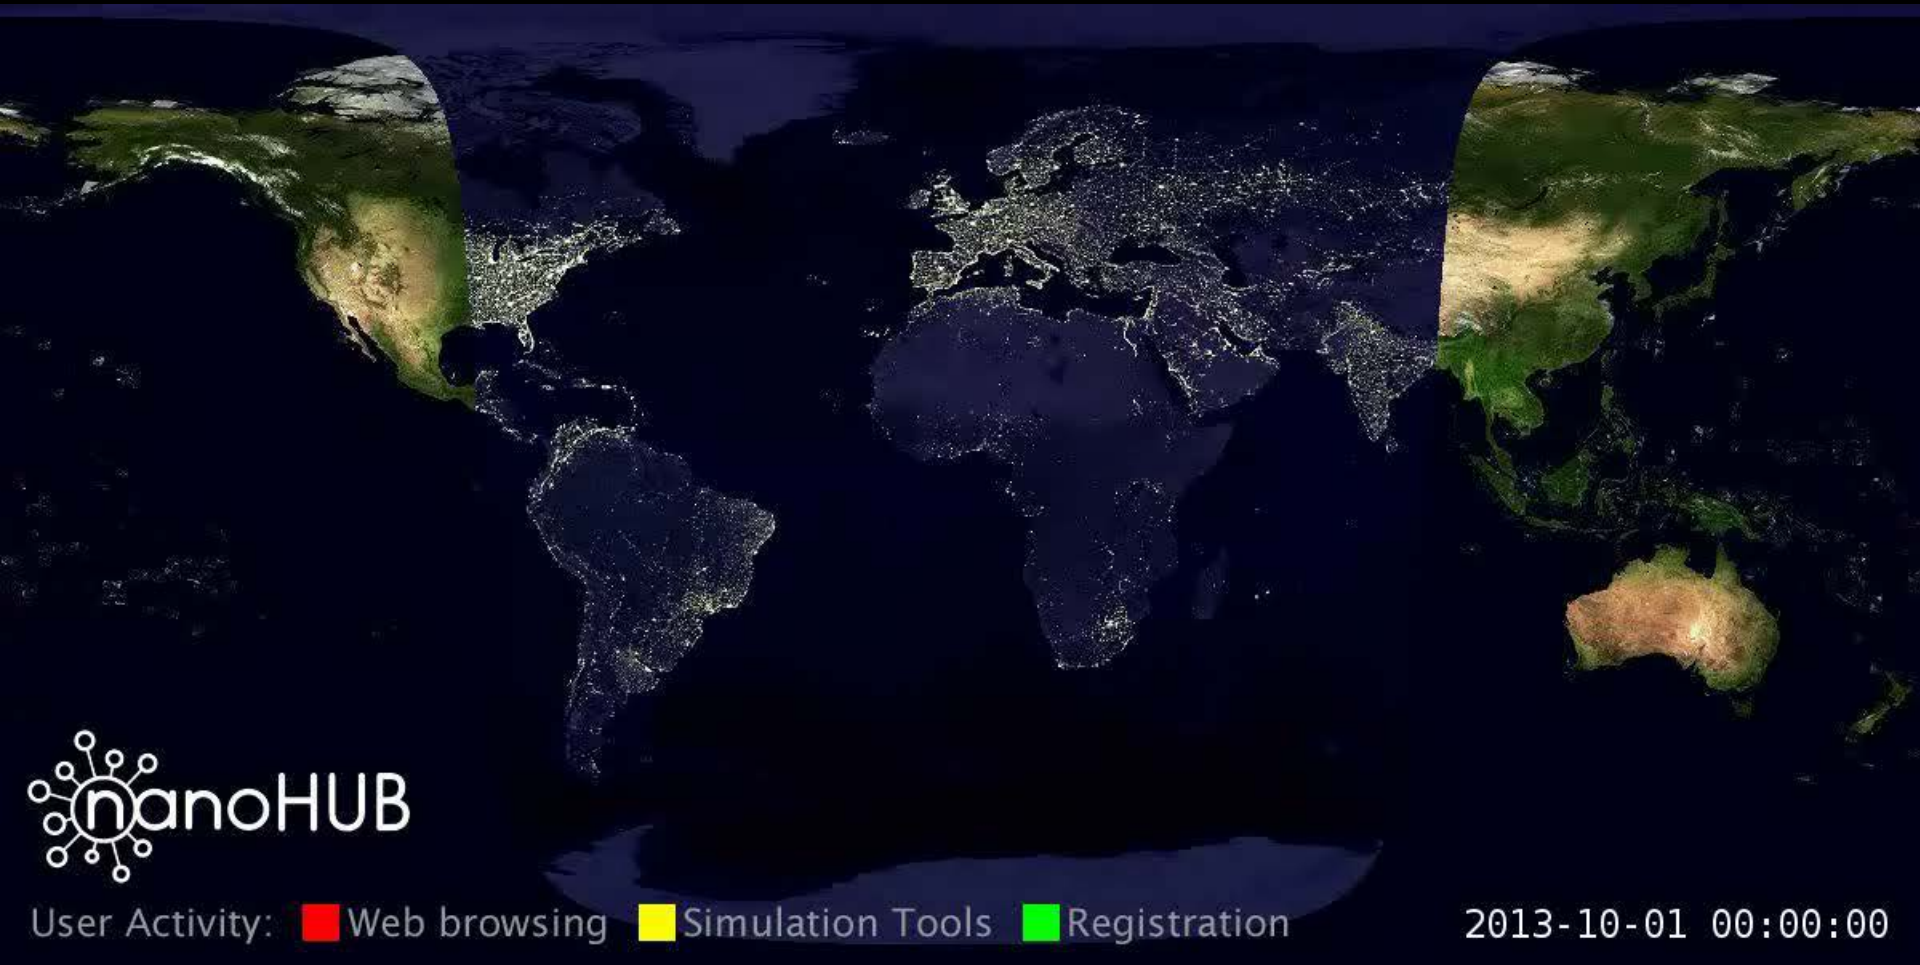 nanoHUB
User Activity: Web browsing Simulation Tools Registration
2013-10-01 00:00:00